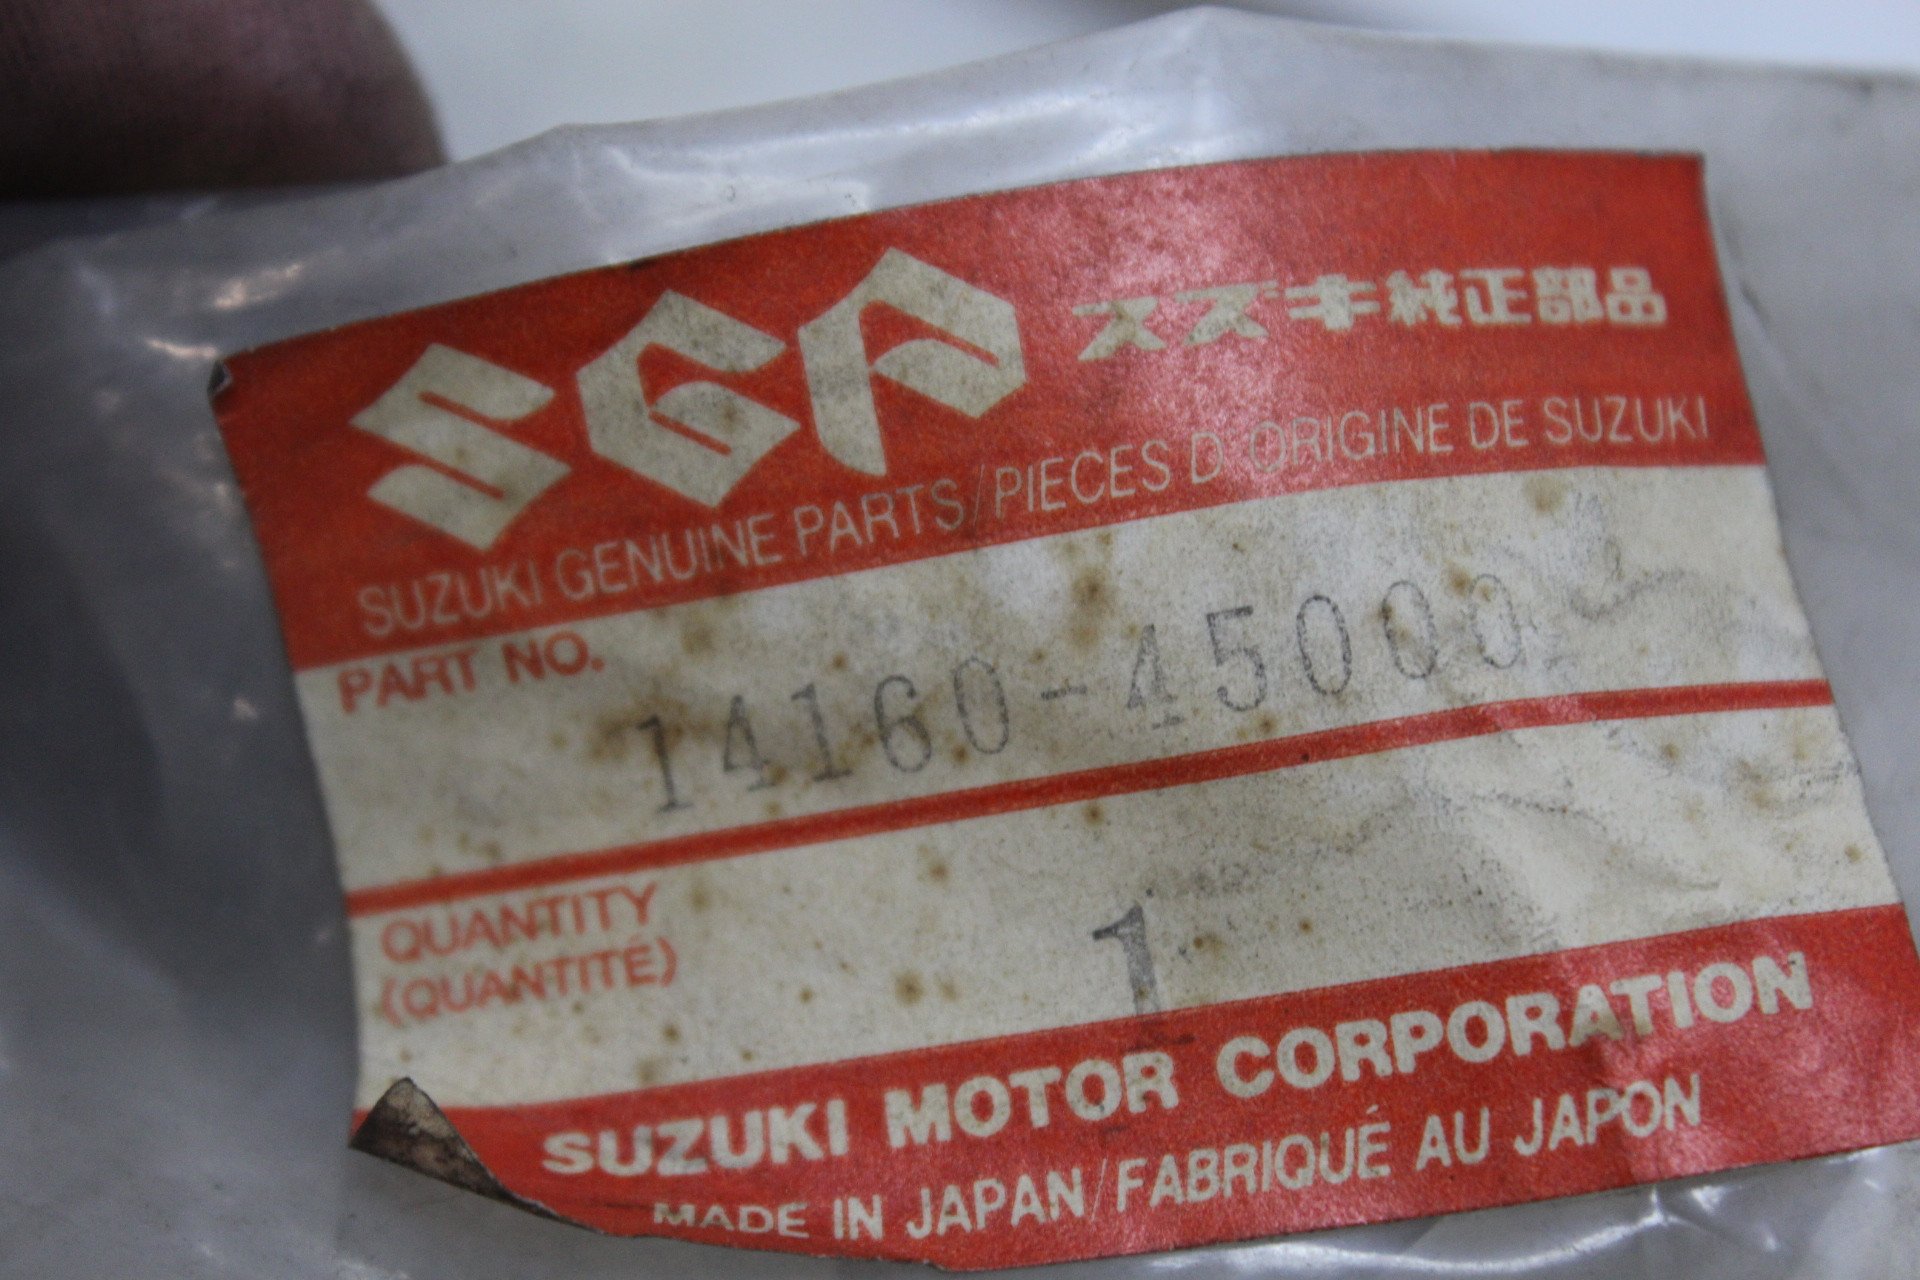 SGP スズキ純正部品
SUZUKI GENUINE PARTS/PIECES D ORIGINE DE SUZUKI
PART NO. 14160-45000
QUANTITY 1
(QUANTITÉ)
SUZUKI MOTOR CORPORATION
MADE IN JAPAN/FABRIQUÉ AU JAPON